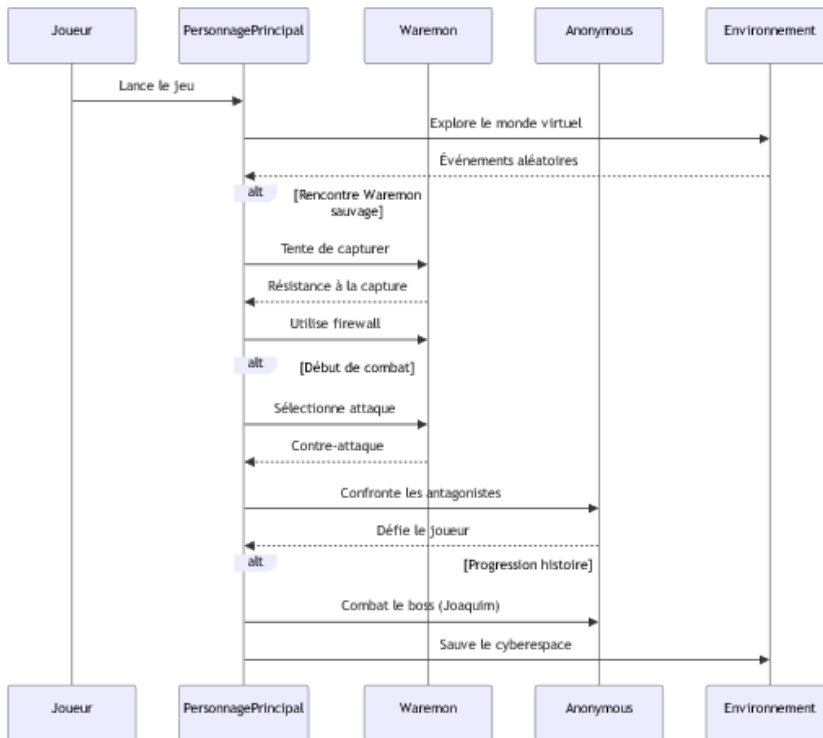 Joueur
PersonnagePrincipal
Waremon
Anonymous
Environnement
Lance le jeu
Explore le monde virtuel
Événements aléatoires
alt
[Rencontre Waremon
sauvage]
Tente de capturer
Résistance à la capture
Utilise firewall
alt
[Début de combat]
Sélectionne attaque
Contre-attaque
Confronte les antagonistes
Défie le joueur
alt
[Progression histoire]
Combat le boss (Joaquim)
Sauve le cyberespace
Joueur
PersonnagePrincipal
Waremon
Anonymous
Environnement